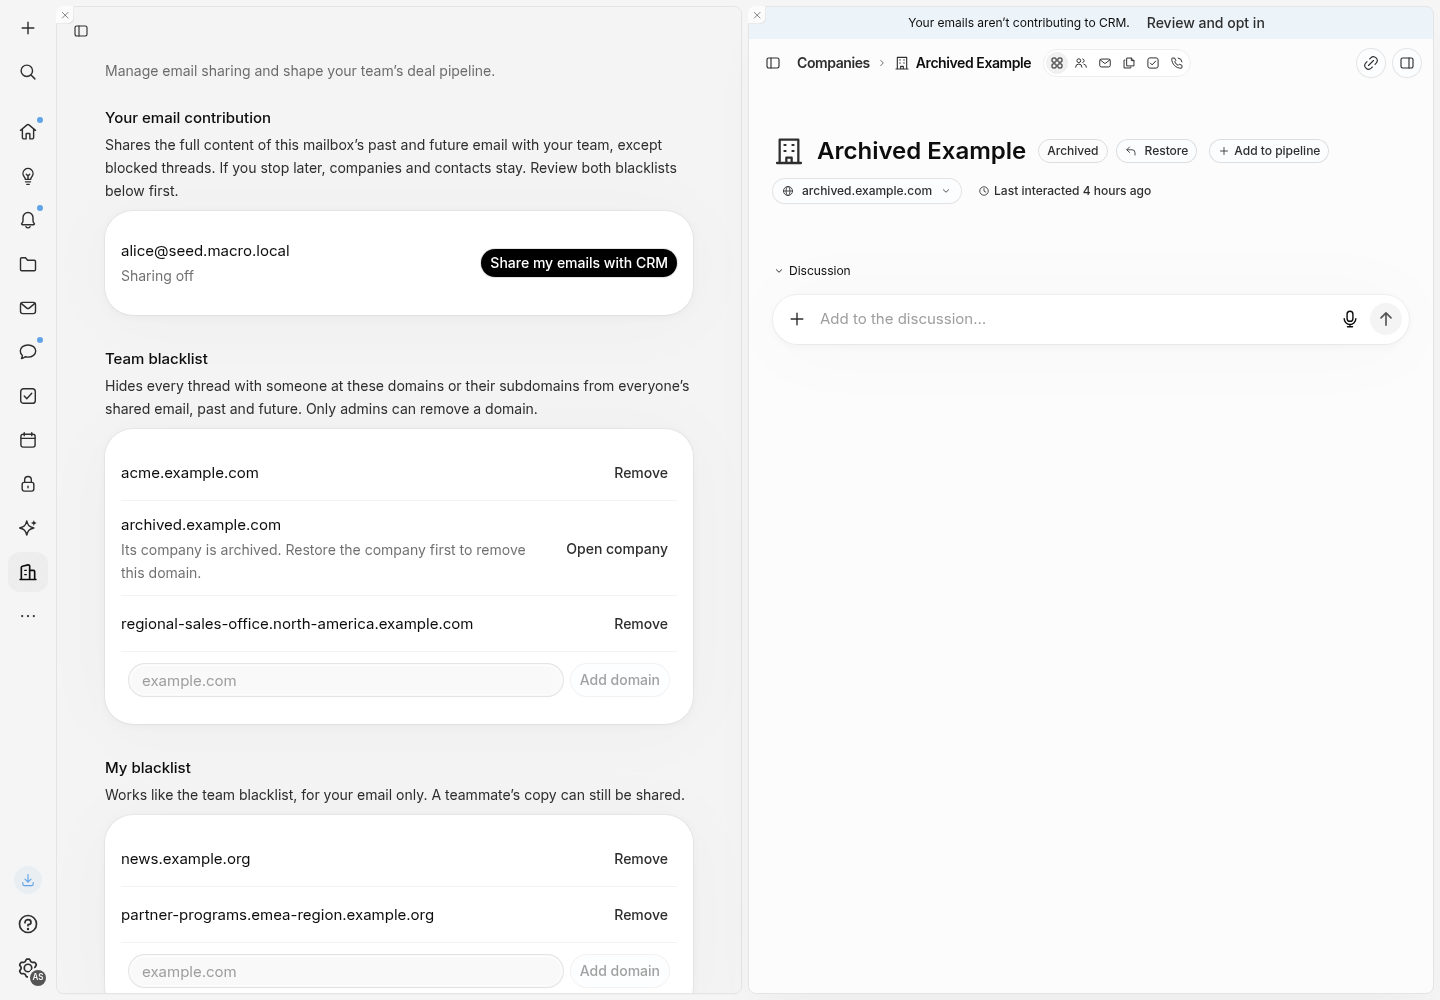 Manage email sharing and shape your team’s deal pipeline.
Your email contribution
Shares the full content of this mailbox’s past and future email with your team, except
blocked threads. If you stop later, companies and contacts stay. Review both blacklists
below first.
alice@seed.macro.local
Sharing off
Share my emails with CRM
Team blacklist
Hides every thread with someone at these domains or their subdomains from everyone’s
shared email, past and future. Only admins can remove a domain.
acme.example.com
Remove
archived.example.com
Its company is archived. Restore the company first to remove
this domain.
Open company
regional-sales-office.north-america.example.com
Remove
example.com
Add domain
My blacklist
Works like the team blacklist, for your email only. A teammate’s copy can still be shared.
news.example.org
Remove
partner-programs.emea-region.example.org
Remove
example.com
Add domain
AS
Your emails aren’t contributing to CRM. Review and opt in
Companies › Archived Example
Archived Example
Archived
Restore
Add to pipeline
archived.example.com
Last interacted 4 hours ago
Discussion
Add to the discussion...